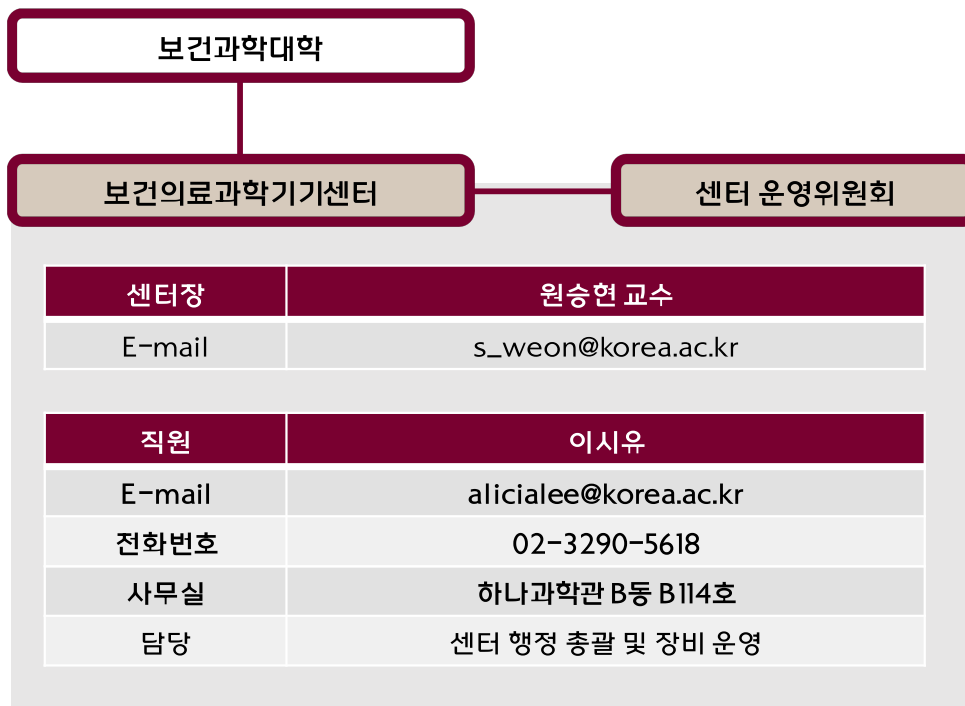 보건과학대학
보건의료과학기기센터 센터 운영위원회
센터장 원승현 교수
E-mail s_weon@korea.ac.kr
직원 이시유
E-mail alicialee@korea.ac.kr
전화번호 02-3290-5618
사무실 하나과학관 B동 B114호
담당 센터 행정 총괄 및 장비 운영